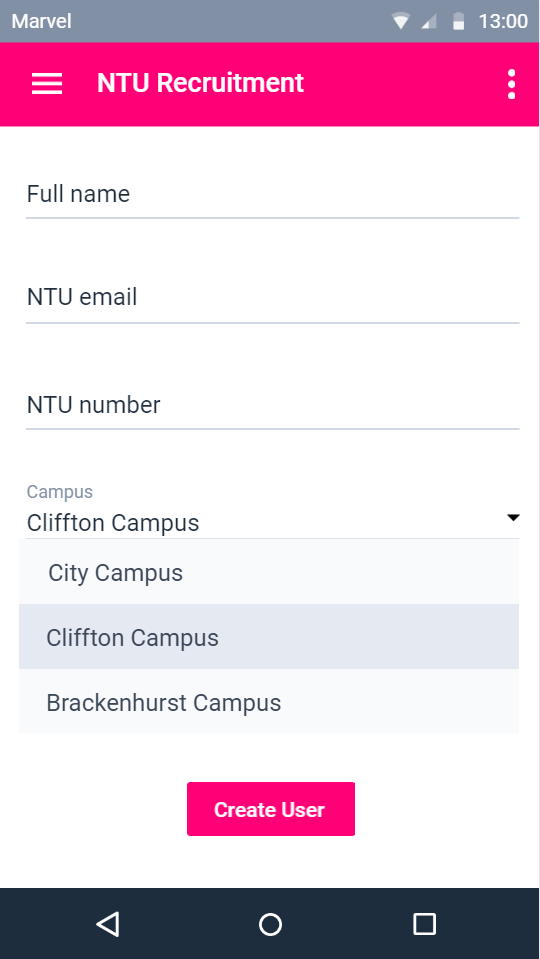 Marvel 13:00
NTU Recruitment
Full name
NTU email
NTU number
Campus
Cliffton Campus
City Campus
Cliffton Campus
Brackenhurst Campus
Create User